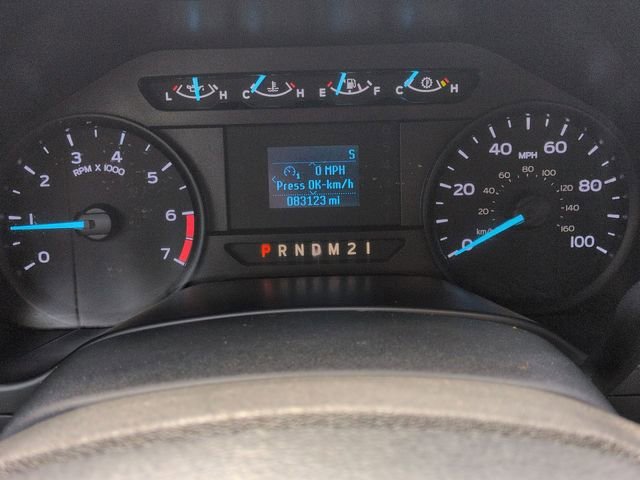 L H C H E F C H
0 1 2 3 4 5 6 7
RPM X1000
S
0 MPH
Press OK-km/h
083123 mi
P R N D M 2 1
0 20 40 60 80 100
MPH
20 40 60 80 100 120 140 160
km/h